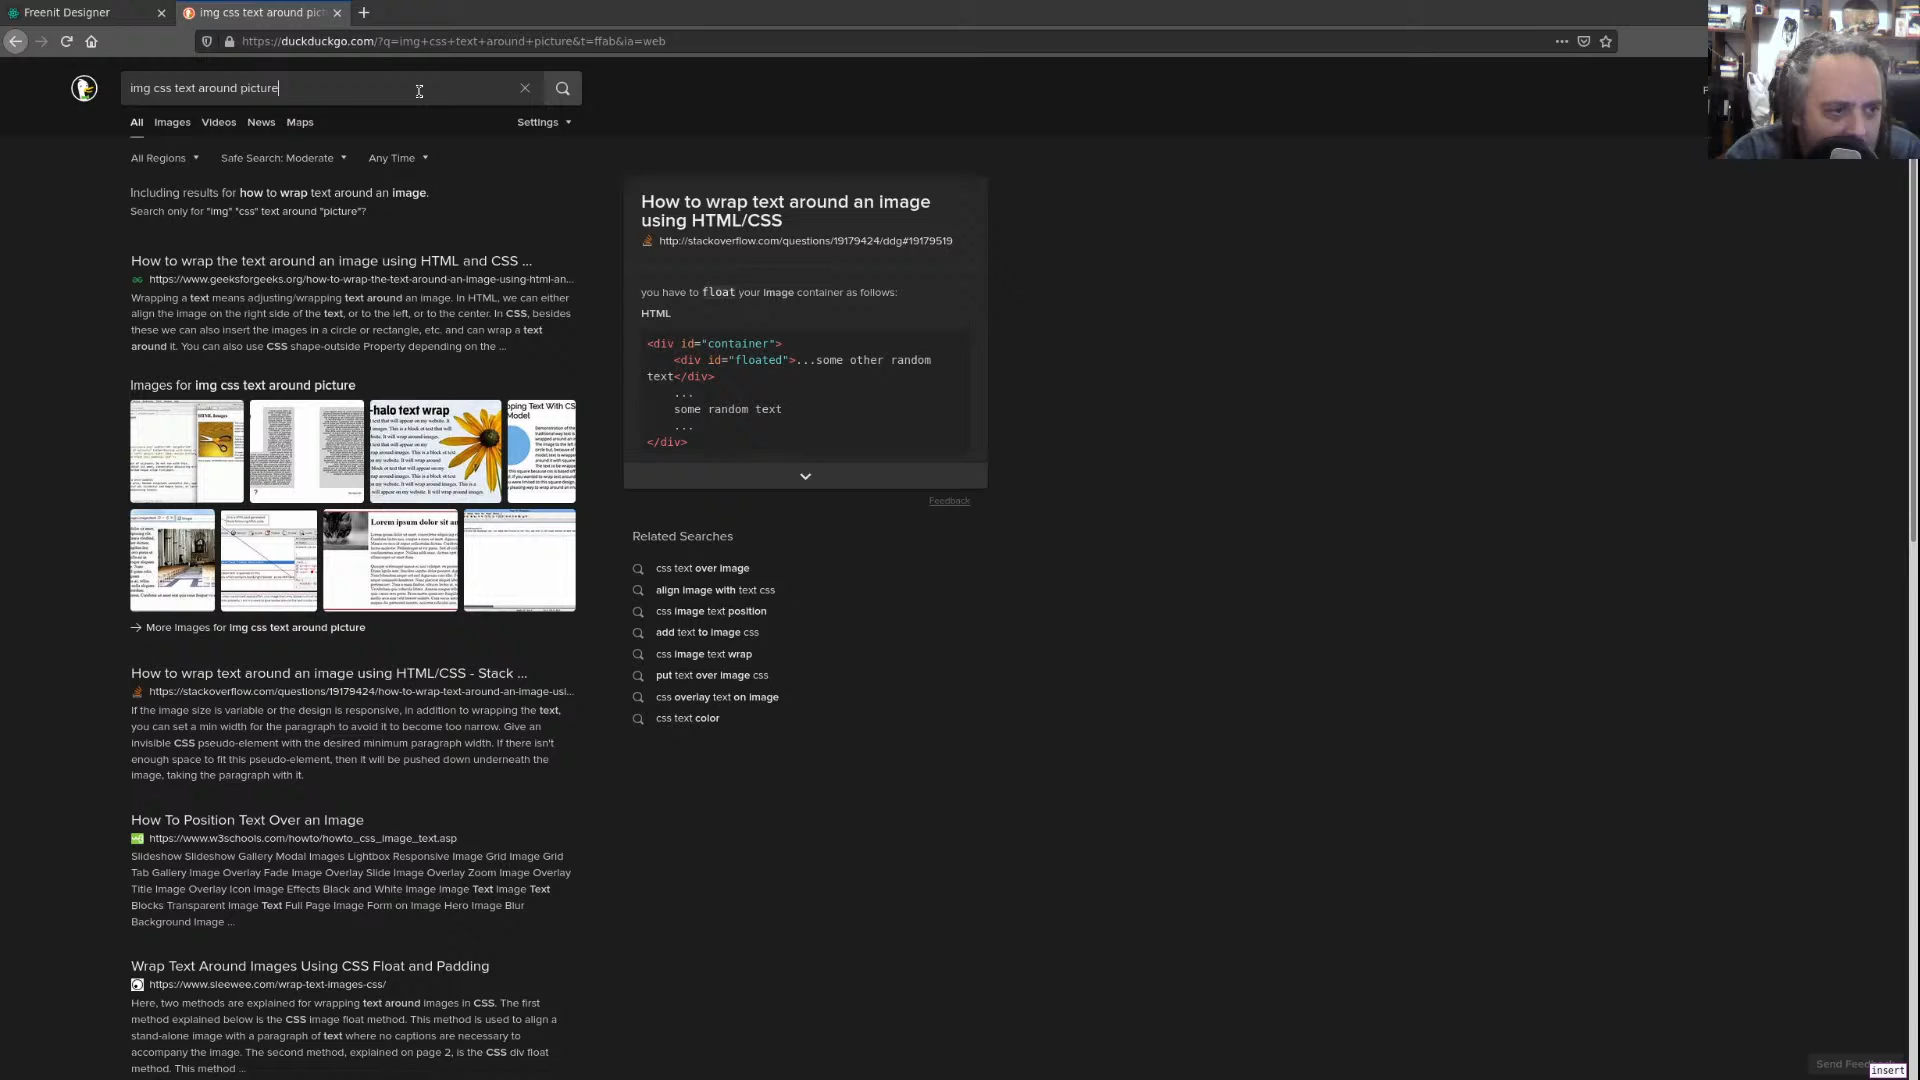 Freenit Designer
img css text around pict
https://duckduckgo.com/?q=img+css+text+around+picture&t=ffab&ia=web
img css text around picture
All Images Videos News Maps Settings
All Regions Safe Search: Moderate Any Time
Including results for how to wrap text around an image.
Search only for "img" "css" text around "picture"?
How to wrap the text around an image using HTML and CSS ...
https://www.geeksforgeeks.org/how-to-wrap-the-text-around-an-image-using-html-an...
Wrapping a text means adjusting/wrapping text around an image. In HTML, we can either
align the image on the right side of the text, or to the left, or to the center. In CSS, besides
these we can also insert the images in a circle or rectangle, etc. and can wrap a text
around it. You can also use CSS shape-outside Property depending on the ...
Images for img css text around picture
HTML Images
-halo text wrap
pping Text With CS
Model
Lorem ipsum dolor sit an
More Images for img css text around picture
How to wrap text around an image using HTML/CSS - Stack ...
https://stackoverflow.com/questions/19179424/how-to-wrap-text-around-an-image-usi...
If the image size is variable or the design is responsive, in addition to wrapping the text,
you can set a min width for the paragraph to avoid it to become too narrow. Give an
invisible CSS pseudo-element with the desired minimum paragraph width. If there isn't
enough space to fit this pseudo-element, then it will be pushed down underneath the
image, taking the paragraph with it.
How To Position Text Over an Image
https://www.w3schools.com/howto/howto_css_image_text.asp
Slideshow Slideshow Gallery Modal Images Lightbox Responsive Image Grid Image Grid
Tab Gallery Image Overlay Fade Image Overlay Slide Image Overlay Zoom Image Overlay
Title Image Overlay Icon Image Effects Black and White Image Image Text Image Text
Blocks Transparent Image Text Full Page Image Form on Image Hero Image Blur
Background Image ...
Wrap Text Around Images Using CSS Float and Padding
https://www.sleewee.com/wrap-text-images-css/
Here, two methods are explained for wrapping text around images in CSS. The first
method explained below is the CSS image float method. This method is used to align a
stand-alone image with a paragraph of text where no captions are necessary to
accompany the image. The second method, explained on page 2, is the CSS div float
method. This method ...
How to wrap text around an image
using HTML/CSS
http://stackoverflow.com/questions/19179424/ddg#19179519
you have to float your image container as follows:
HTML
<div id="container">
<div id="floated">...some other random
text</div>
...
some random text
...
</div>
Feedback
Related Searches
css text over image
align image with text css
css image text position
add text to image css
css image text wrap
put text over image css
css overlay text on image
css text color
Send Feedback
insert